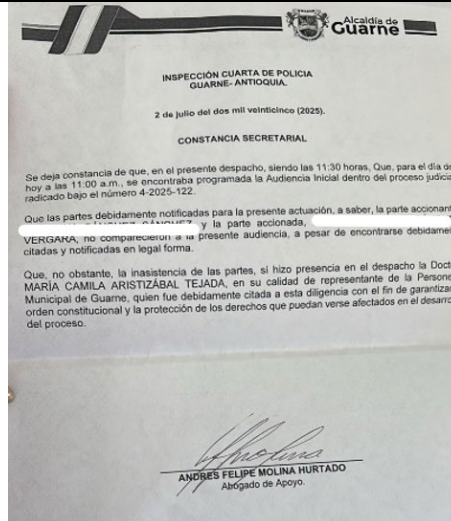 Alcaldía de
Guarne
INSPECCIÓN CUARTA DE POLICIA
GUARNE- ANTIOQUIA.
2 de julio del dos mil veinticinco (2025).
CONSTANCIA SECRETARIAL
Se deja constancia de que, en el presente despacho, siendo las 11:30 horas, Que, para el día de
hoy a las 11:00 a.m., se encontraba programada la Audiencia Inicial dentro del proceso judicia
radicado bajo el número 4-2025-122.
Que las partes debidamente notificadas para la presente actuación, a saber, la parte accionant
y la parte accionada,
VERGARA, no comparecieron a la presente audiencia, a pesar de encontrarse debidamen
citadas y notificadas en legal forma.
Que, no obstante, la inasistencia de las partes, si hizo presencia en el despacho la Doct
MARÍA CAMILA ARISTIZÁBAL TEJADA, en su calidad de representante de la Persone
Municipal de Guarne, quien fue debidamente citada a esta diligencia con el fin de garantizar
orden constitucional y la protección de los derechos que puedan verse afectados en el desarro
del proceso.
ANDRES FELIPE MOLINA HURTADO
Abogado de Apoyo.